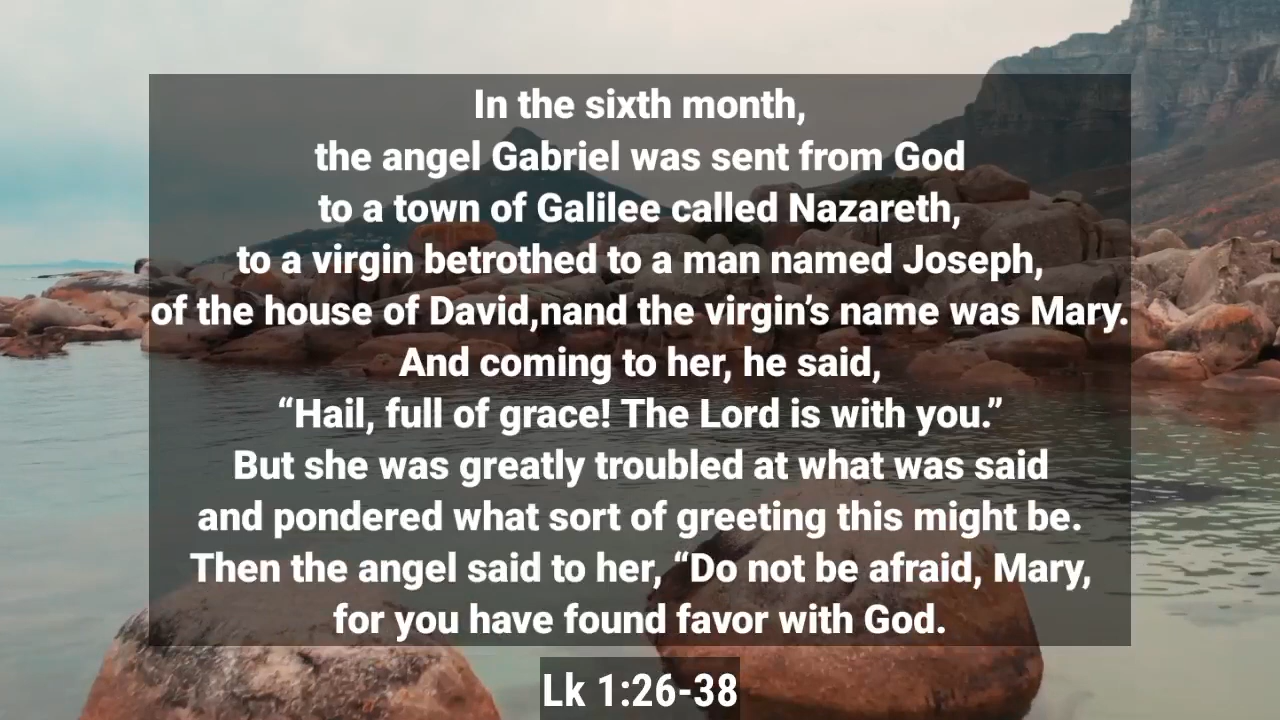 In the sixth month,
the angel Gabriel was sent from God
to a town of Galilee called Nazareth,
to a virgin betrothed to a man named Joseph,
of the house of David,nand the virgin’s name was Mary.
And coming to her, he said,
“Hail, full of grace! The Lord is with you.”
But she was greatly troubled at what was said
and pondered what sort of greeting this might be.
Then the angel said to her, “Do not be afraid, Mary,
for you have found favor with God.
Lk 1:26-38